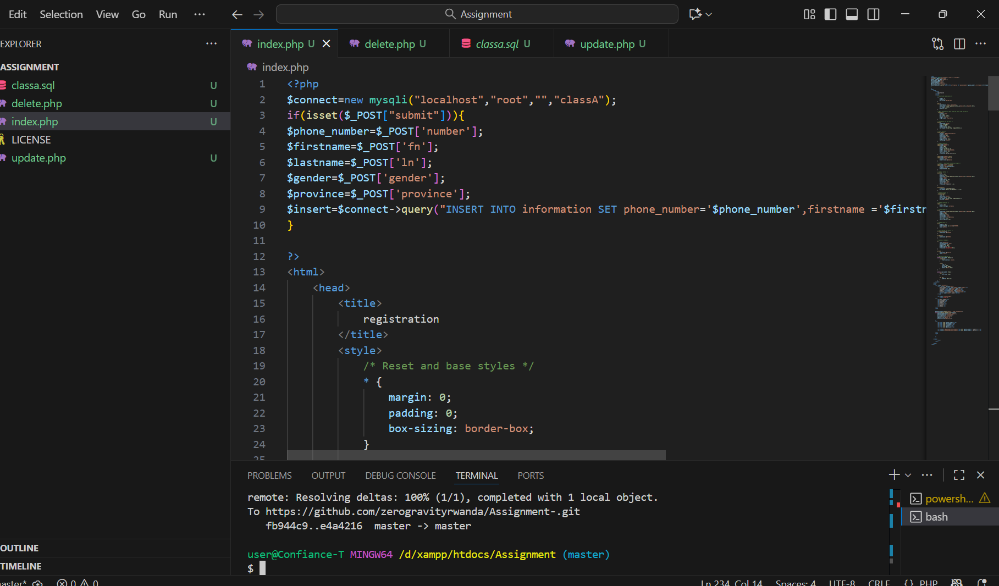 Edit Selection View Go Run ···
Assignment
EXPLORER ···
ASSIGNMENT
classa.sql U
delete.php U
index.php U
LICENSE
update.php U
OUTLINE
TIMELINE
index.php U
delete.php U
classa.sql U
update.php U
···
index.php
1 <?php
2 $connect=new mysqli("localhost","root","","classA");
3 if(isset($_POST["submit"])){
4 $phone_number=$_POST['number'];
5 $firstname=$_POST['fn'];
6 $lastname=$_POST['ln'];
7 $gender=$_POST['gender'];
8 $province=$_POST['province'];
9 $insert=$connect->query("INSERT INTO information SET phone_number='$phone_number',firstname ='$firstn
10 }
11
12 ?>
13 <html>
14 <head>
15 <title>
16 registration
17 </title>
18 <style>
19 /* Reset and base styles */
20 * {
21 margin: 0;
22 padding: 0;
23 box-sizing: border-box;
24 }
25
PROBLEMS OUTPUT DEBUG CONSOLE TERMINAL PORTS
remote: Resolving deltas: 100% (1/1), completed with 1 local object.
To https://github.com/zerogravityrwanda/Assignment-.git
fb944c9..e4a4216 master -> master
user@Confiance-T MINGW64 /d/xampp/htdocs/Assignment (master)
$
powersh...
bash
aster* 0 0
Ln 234, Col 14 Spaces: 4 UTF-8 CRLF {} PHP